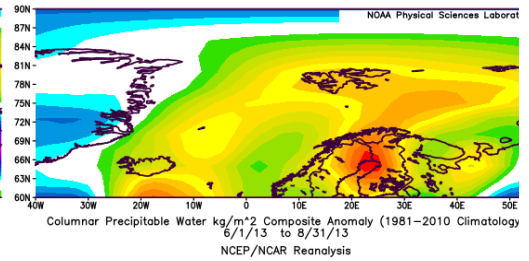 NOAA Physical Sciences Laborat
90N
87N
84N
81N
78N
75N
72N
69N
66N
63N
60N
40W 30W 20W 10W 0 10E 20E 30E 40E 50E
Columnar Precipitable Water kg/m^2 Composite Anomaly (1981-2010 Climatology
6/1/13 to 8/31/13
NCEP/NCAR Reanalysis